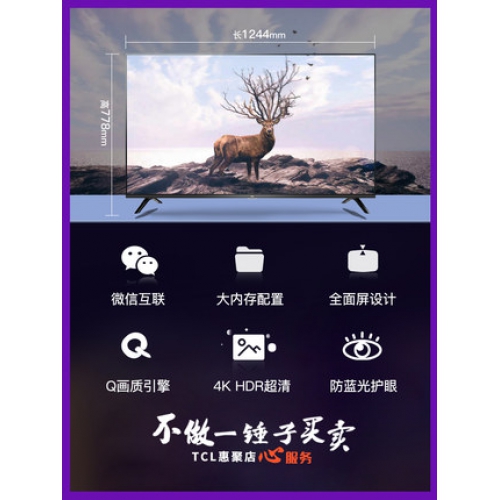 长1244mm
高778mm
微信互联
大内存配置
全面屏设计
Q画质引擎
4K HDR超清
防蓝光护眼
不做一锤子买卖
TCL惠聚店心服务